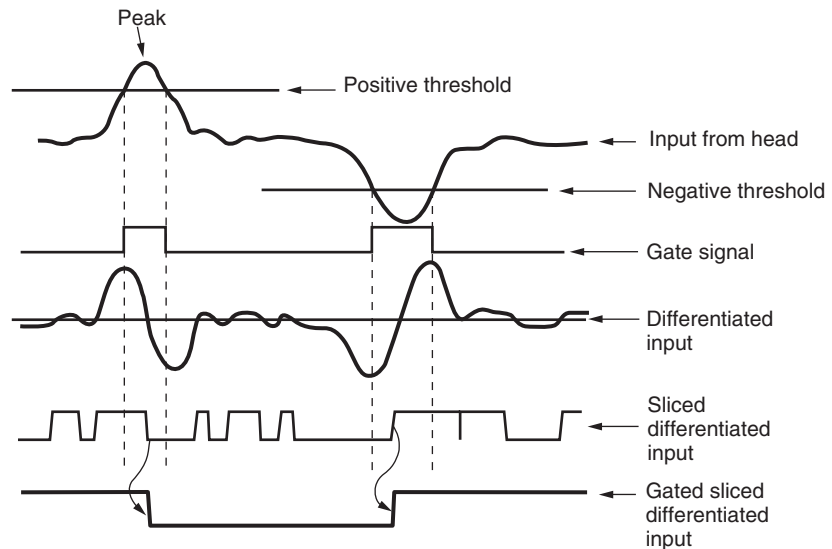 Peak
Positive threshold
Input from head
Negative threshold
Gate signal
Differentiated
input
Sliced
differentiated
input
Gated sliced
differentiated
input